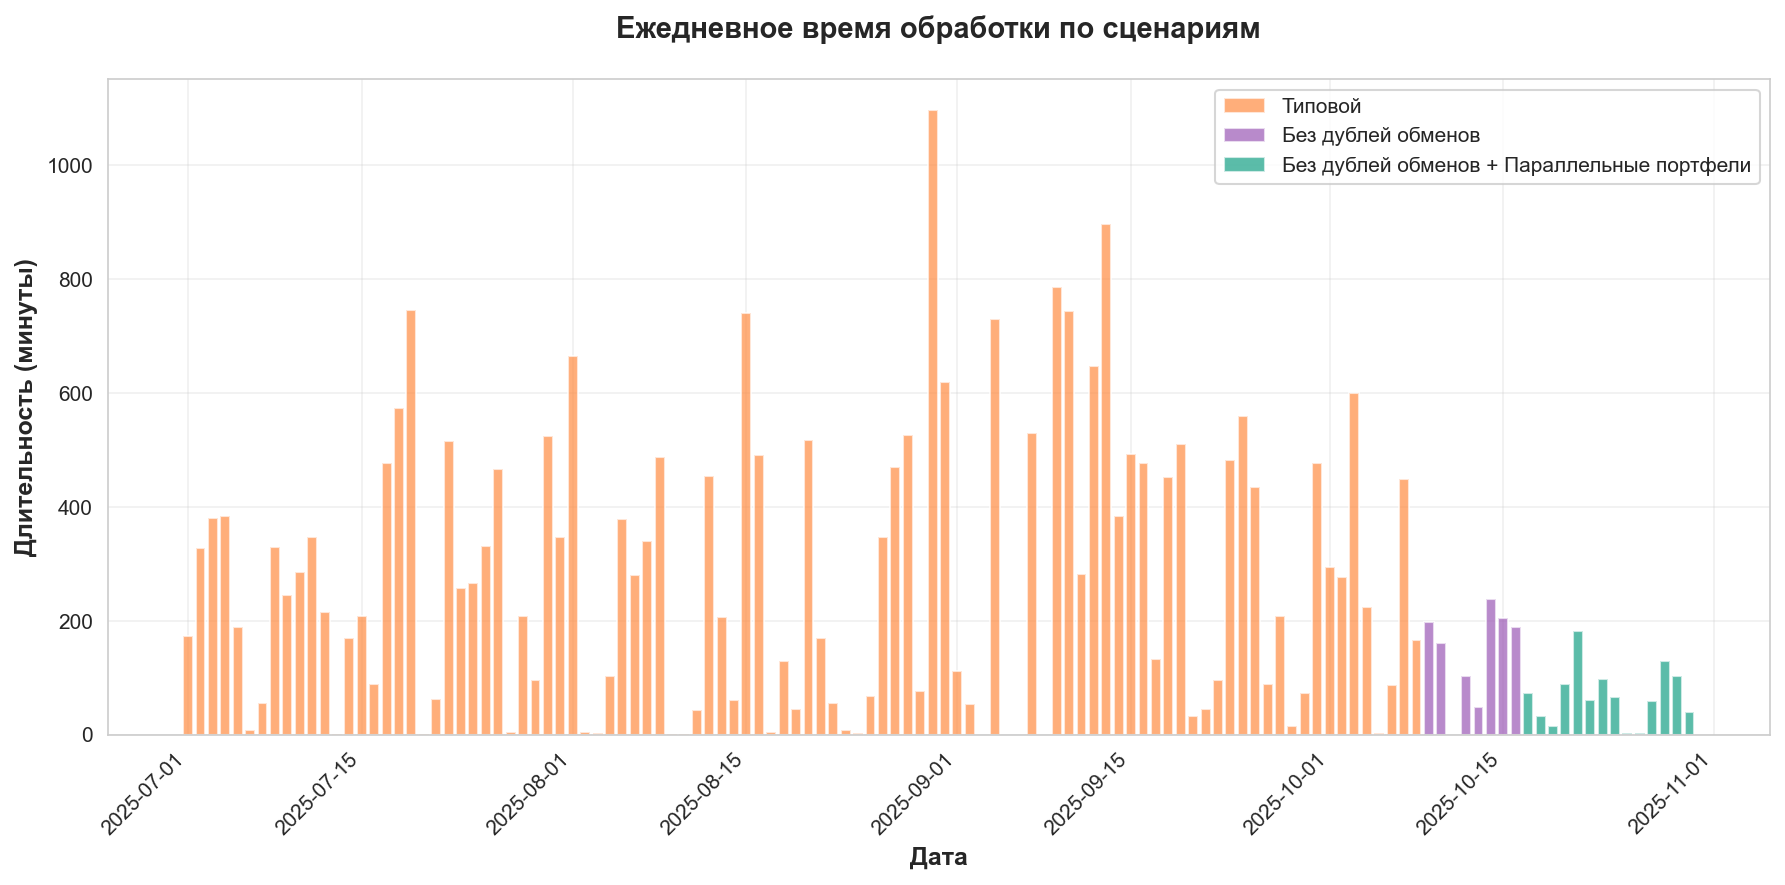 Ежедневное время обработки по сценариям
Типовой
Без дублей обменов
Без дублей обменов + Параллельные портфели
Длительность (минуты)
1000
800
600
400
200
0
2025-07-01
2025-07-15
2025-08-01
2025-08-15
2025-09-01
2025-09-15
2025-10-01
2025-10-15
2025-11-01
Дата